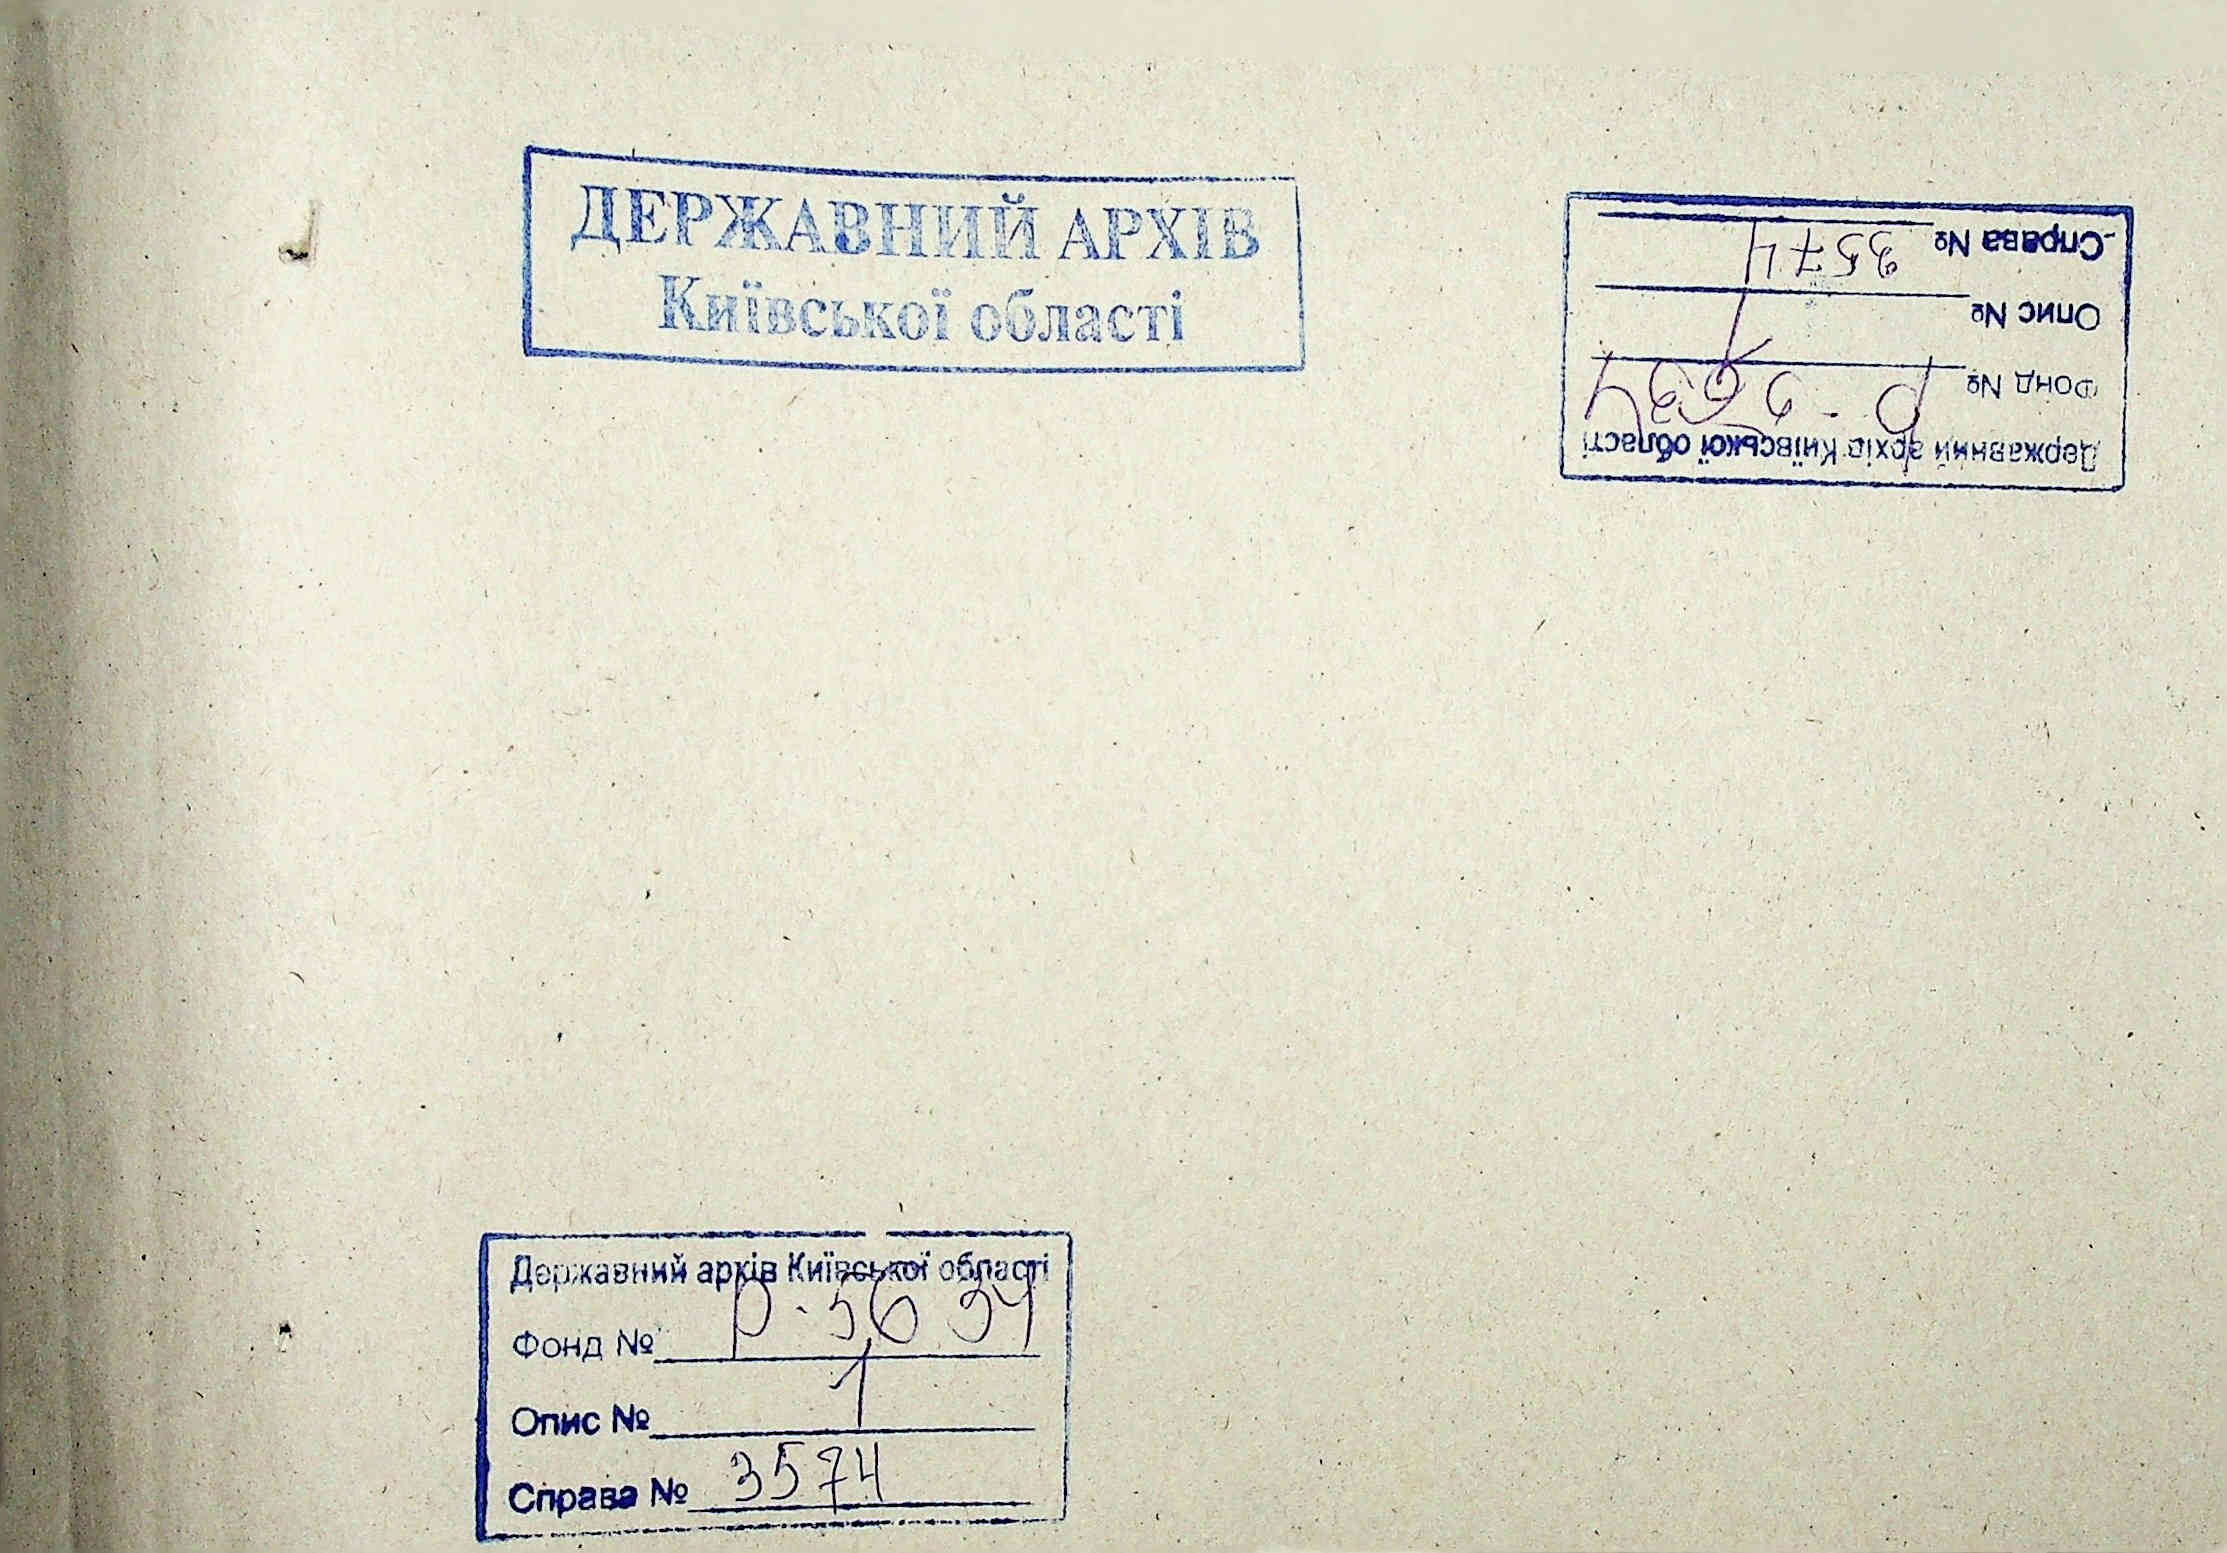 ДЕРЖАВНИЙ АРХІВ
Київської області
Державний архів Київської області
Фонд № Р-5634
Опис № 1
Справа № 3574
Державний архів Київської області
Фонд № Р-5634
Опис № 1
Справа № 3574